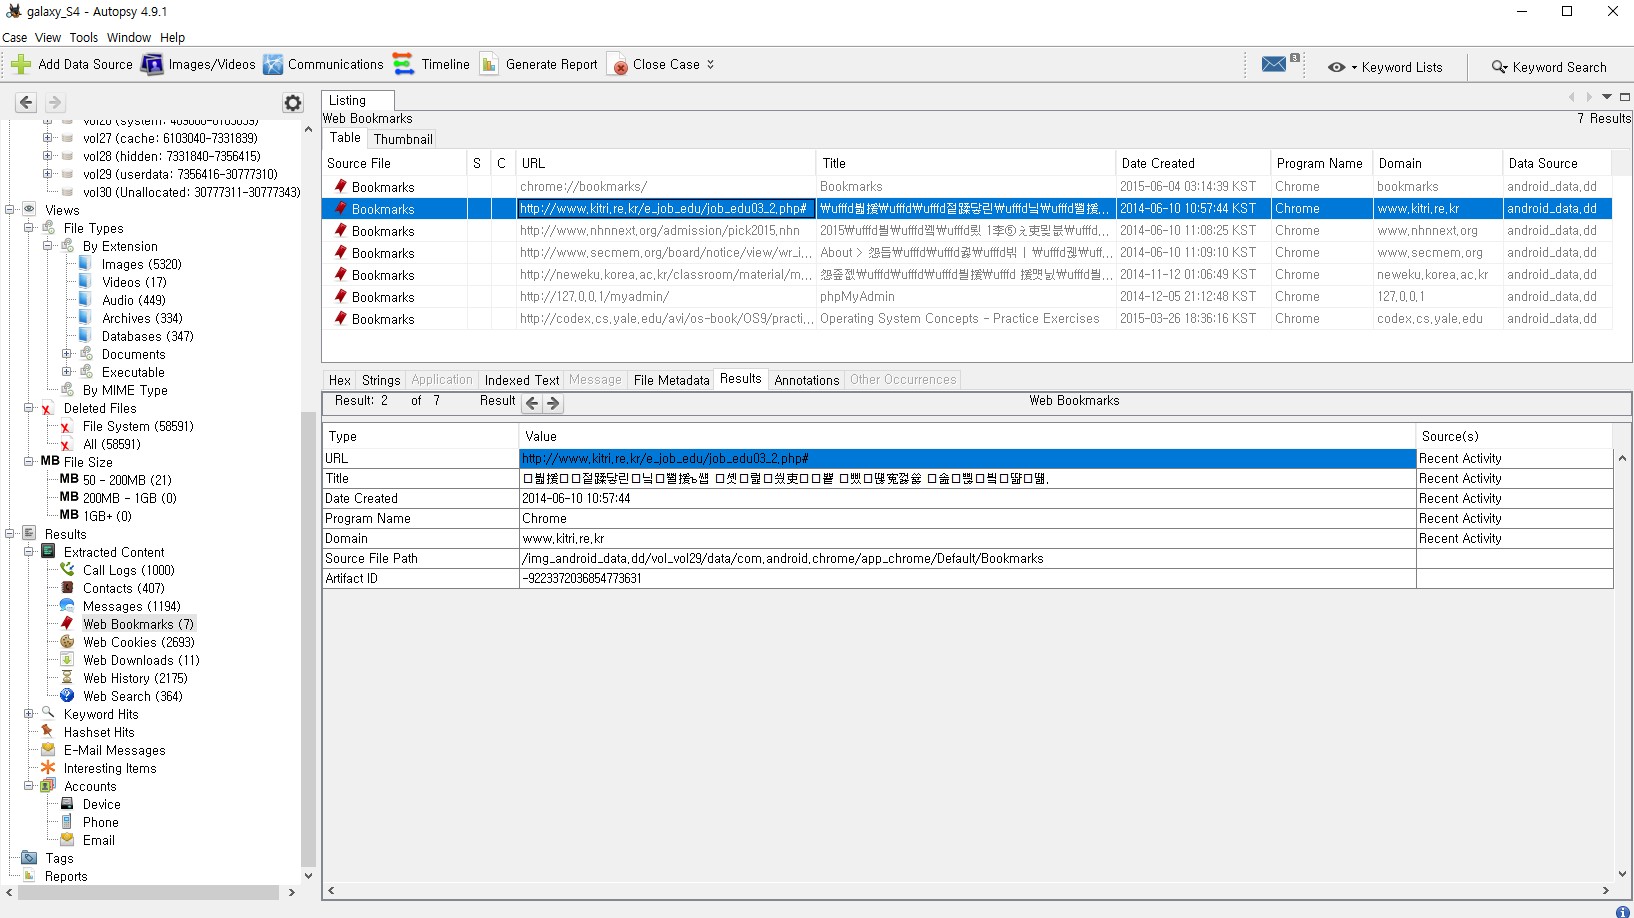 galaxy_S4 - Autopsy 4.9.1
Case View Tools Window Help
Add Data Source Images/Videos Communications Timeline Generate Report Close Case 3 Keyword Lists Keyword Search
vol27 (cache: 6103040-7331839)
vol28 (hidden: 7331840-7356415)
vol29 (userdata: 7356416-30777310)
vol30 (Unallocated: 30777311-30777343)
Views
File Types
By Extension
Images (5320)
Videos (17)
Audio (449)
Archives (334)
Databases (347)
Documents
Executable
By MIME Type
Deleted Files
File System (58591)
All (58591)
MB File Size
MB 50 - 200MB (21)
MB 200MB - 1GB (0)
MB 1GB+ (0)
Results
Extracted Content
Call Logs (1000)
Contacts (407)
Messages (1194)
Web Bookmarks (7)
Web Cookies (2693)
Web Downloads (11)
Web History (2175)
Web Search (364)
Keyword Hits
Hashset Hits
E-Mail Messages
Interesting Items
Accounts
Device
Phone
Email
Tags
Reports
Listing
Web Bookmarks 7 Results
Table Thumbnail
Source File S C URL Title Date Created Program Name Domain Data Source
Bookmarks chrome://bookmarks/ Bookmarks 2015-06-04 03:14:39 KST Chrome bookmarks android_data.dd
Bookmarks http://www.kitri.re.kr/e_job_edu/job_edu03_2.php# 2014-06-10 10:57:44 KST Chrome www.kitri.re.kr android_data.dd
Bookmarks http://www.nhnnext.org/admission/pick2015.nhn 2014-06-10 11:08:25 KST Chrome www.nhnnext.org android_data.dd
Bookmarks http://www.secmem.org/board/notice/view/wr_i... About > 2014-06-10 11:09:10 KST Chrome www.secmem.org android_data.dd
Bookmarks http://neweku.korea.ac.kr/classroom/material/m... 2014-11-12 01:06:49 KST Chrome neweku.korea.ac.kr android_data.dd
Bookmarks http://127.0.0.1/myadmin/ phpMyAdmin 2014-12-05 21:12:48 KST Chrome 127.0.0.1 android_data.dd
Bookmarks http://codex.cs.yale.edu/avi/os-book/OS9/practi... Operating System Concepts - Practice Exercises 2015-03-26 18:36:16 KST Chrome codex.cs.yale.edu android_data.dd
Hex Strings Application Indexed Text Message File Metadata Results Annotations Other Occurrences
Result: 2 of 7 Result Web Bookmarks
Type Value Source(s)
URL http://www.kitri.re.kr/e_job_edu/job_edu03_2.php# Recent Activity
Title Recent Activity
Date Created 2014-06-10 10:57:44 Recent Activity
Program Name Chrome Recent Activity
Domain www.kitri.re.kr Recent Activity
Source File Path /img_android_data.dd/vol_vol29/data/com.android.chrome/app_chrome/Default/Bookmarks
Artifact ID -9223372036854773631